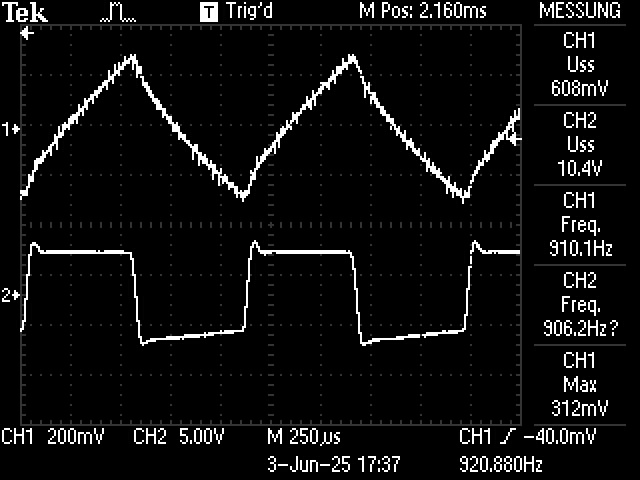 Tek T Trig'd M Pos: 2.160ms MESSUNG
CH1
Uss
608mV
1
CH2
Uss
10.4V
CH1
Freq.
910.1Hz
2
CH2
Freq.
906.2Hz?
CH1
Max
312mV
CH1 200mV CH2 5.00V M 250µs CH1 -40.0mV
3-Jun-25 17:37 920.880Hz